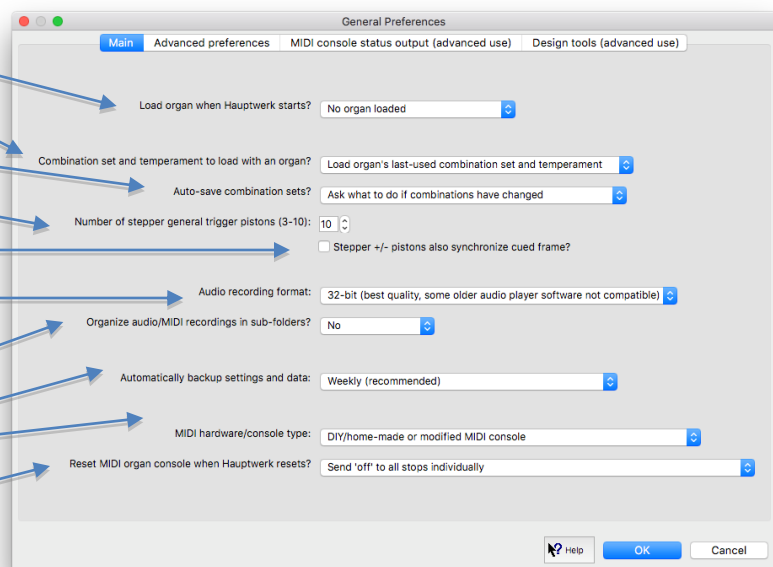 General Preferences
Main Advanced preferences MIDI console status output (advanced use) Design tools (advanced use)
Load organ when Hauptwerk starts? No organ loaded
Combination set and temperament to load with an organ? Load organ's last-used combination set and temperament
Auto-save combination sets? Ask what to do if combinations have changed
Number of stepper general trigger pistons (3-10): 10
Stepper +/- pistons also synchronize cued frame?
Audio recording format: 32-bit (best quality, some older audio player software not compatible)
Organize audio/MIDI recordings in sub-folders? No
Automatically backup settings and data: Weekly (recommended)
MIDI hardware/console type: DIY/home-made or modified MIDI console
Reset MIDI organ console when Hauptwerk resets? Send 'off' to all stops individually
? Help OK Cancel